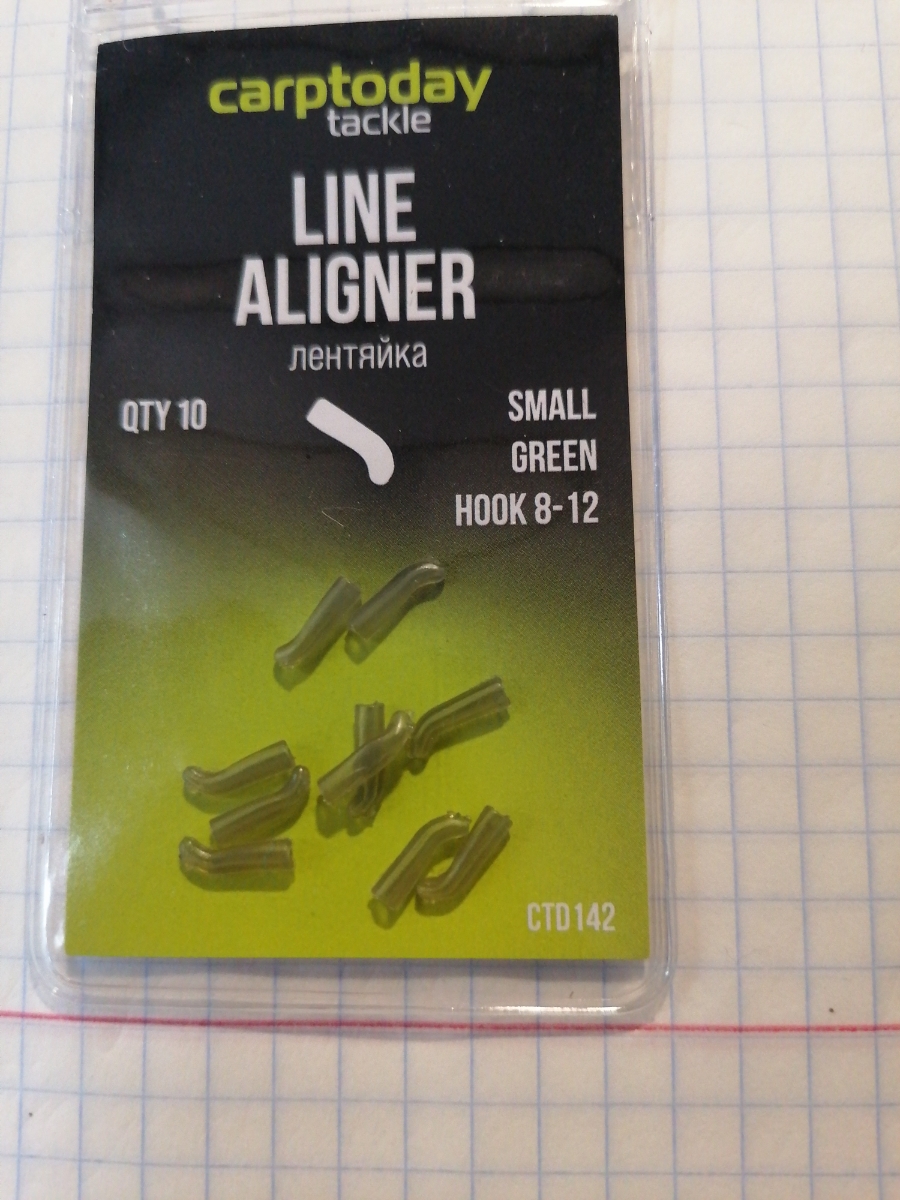 carptoday
tackle
LINE
ALIGNER
лентяйка
QTY 10
SMALL
GREEN
HOOK 8-12
CTD142